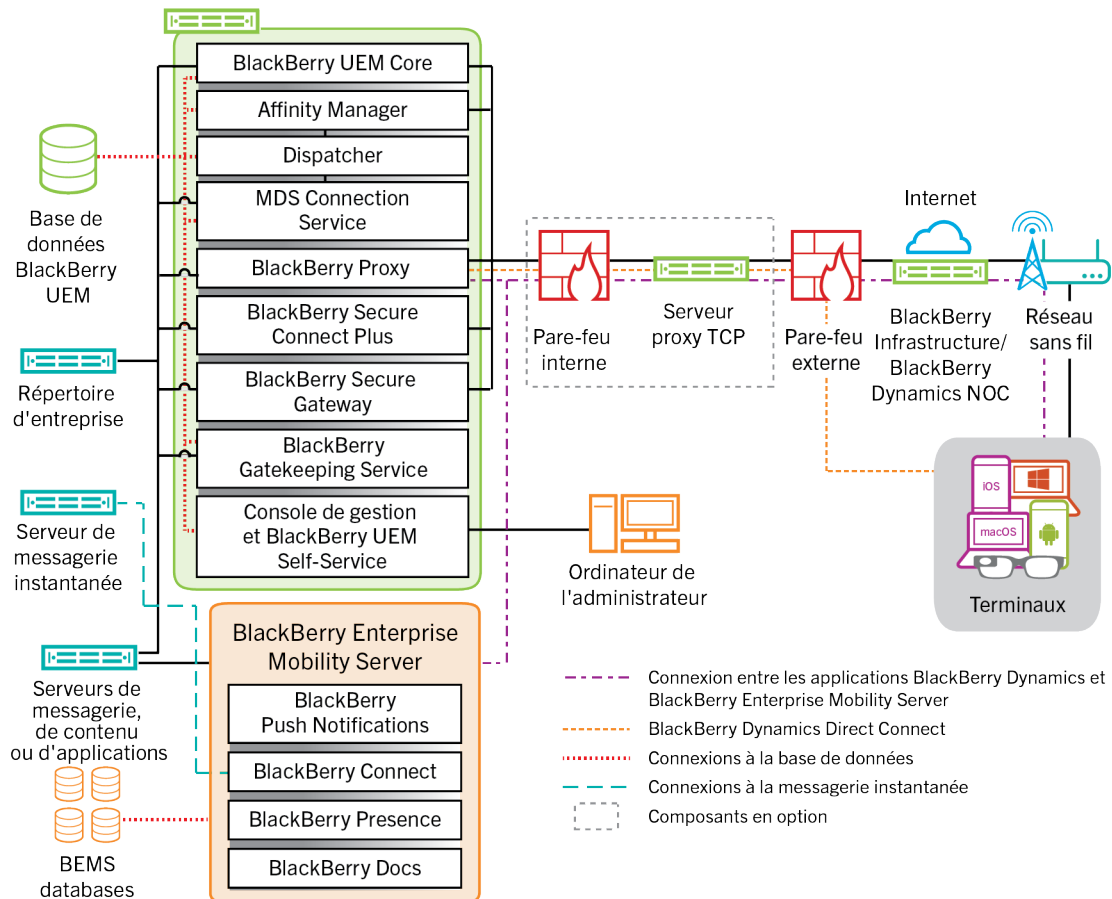 BlackBerry UEM Core
Affinity Manager
Dispatcher
MDS Connection
Service
BlackBerry Proxy
BlackBerry Secure
Connect Plus
BlackBerry Secure
Gateway
BlackBerry
Gatekeeping Service
Console de gestion
et BlackBerry UEM
Self-Service
Base de
données
BlackBerry
UEM
Répertoire
d'entreprise
Serveur de
messagerie
instantanée
Serveurs de
messagerie,
de contenu
ou d'applications
BEMS
databases
BlackBerry Enterprise
Mobility Server
BlackBerry
Push Notifications
BlackBerry Connect
BlackBerry Presence
BlackBerry Docs
Pare-feu
interne
Serveur
proxy TCP
Pare-feu
externe
Internet
BlackBerry
Infrastructure/
BlackBerry
Dynamics NOC
Réseau
sans fil
Ordinateur de
l'administrateur
iOS
macOS
Terminaux
Connexion entre les applications BlackBerry Dynamics et
BlackBerry Enterprise Mobility Server
BlackBerry Dynamics Direct Connect
Connexions à la base de données
Connexions à la messagerie instantanée
Composants en option